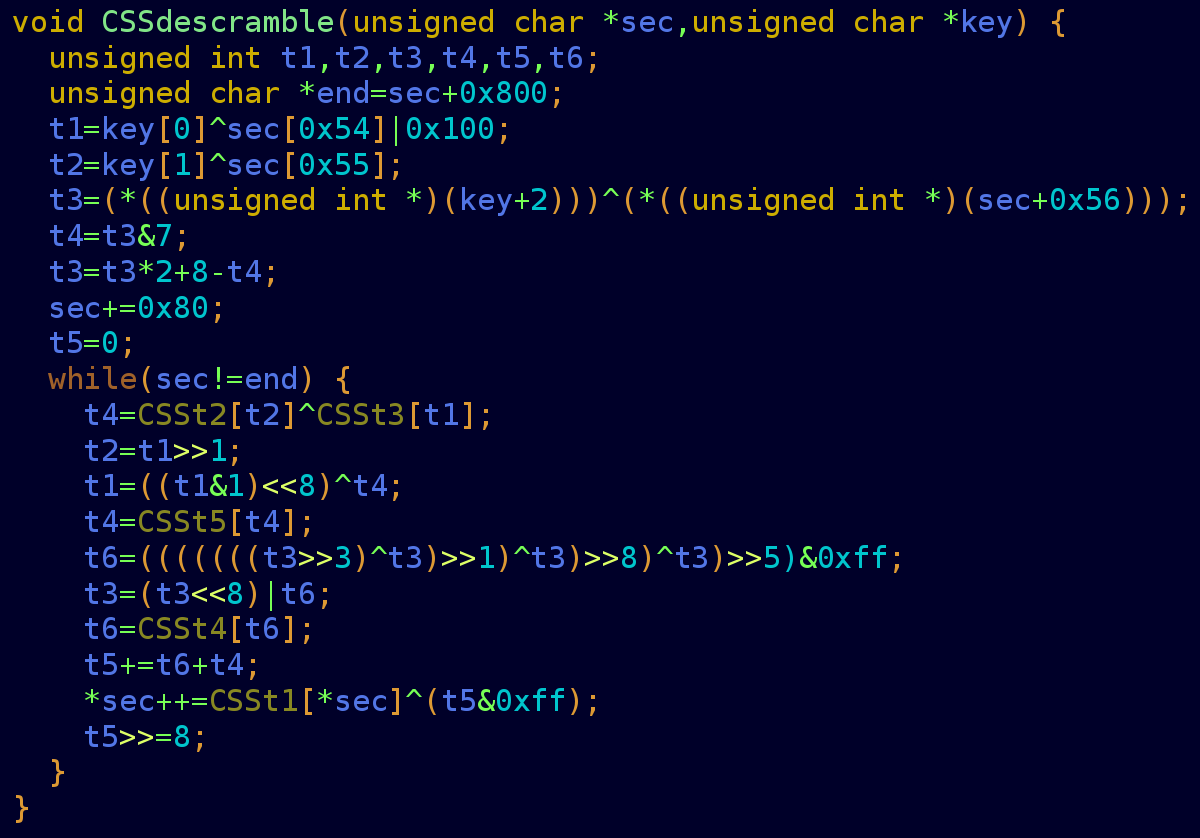 void CSSdescramble(unsigned char *sec,unsigned char *key) {
  unsigned int t1,t2,t3,t4,t5,t6;
  unsigned char *end=sec+0x800;
  t1=key[0]^sec[0x54]|0x100;
  t2=key[1]^sec[0x55];
  t3=(*((unsigned int *)(key+2)))^(*((unsigned int *)(sec+0x56)));
  t4=t3&7;
  t3=t3*2+8-t4;
  sec+=0x80;
  t5=0;
  while(sec!=end) {
    t4=CSSt2[t2]^CSSt3[t1];
    t2=t1>>1;
    t1=((t1&1)<<8)^t4;
    t4=CSSt5[t4];
    t6=(((((((t3>>3)^t3)>>1)^t3)>>8)^t3)>>5)&0xff;
    t3=(t3<<8)|t6;
    t6=CSSt4[t6];
    t5+=t6+t4;
    *sec++=CSSt1[*sec]^(t5&0xff);
    t5>>=8;
  }
}